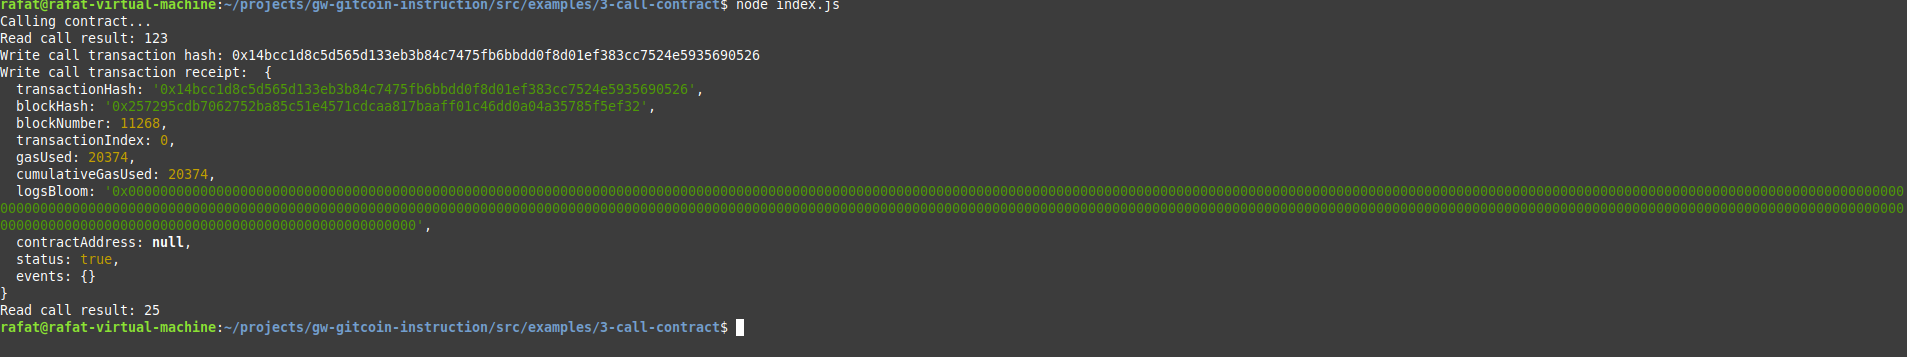 rafat@rafat-virtual-machine:~/projects/gw-gitcoin-instruction/src/examples/3-call-contract$ node index.js
Calling contract...
Read call result: 123
Write call transaction hash: 0x14bcc1d8c5d565d133eb3b84c7475fb6bbdd0f8d01ef383cc7524e5935690526
Write call transaction receipt:  {
  transactionHash: '0x14bcc1d8c5d565d133eb3b84c7475fb6bbdd0f8d01ef383cc7524e5935690526',
  blockHash: '0x257295cdb7062752ba85c51e4571cdcaa817baaff01c46dd0a04a35785f5ef32',
  blockNumber: 11268,
  transactionIndex: 0,
  gasUsed: 20374,
  cumulativeGasUsed: 20374,
  logsBloom: '0x000000000000000000000000000000000000000000000000000000000000000000000000000000000000000000000000000000000000000000000000000000000000000000000000000000000000000000000000000000000000000000000000000000000000000000000000000000000000
0000000000000000000000000000000000000000000000000000000000000000000000000000000000000000000000000000000000000000000000000000000000000000000000000000000000000000000000000000000000000000000000000000000000000000000000000000000000000000000000000000
0000000000000000000000000000000000000000000000000000',
  contractAddress: null,
  status: true,
  events: {}
}
Read call result: 25
rafat@rafat-virtual-machine:~/projects/gw-gitcoin-instruction/src/examples/3-call-contract$